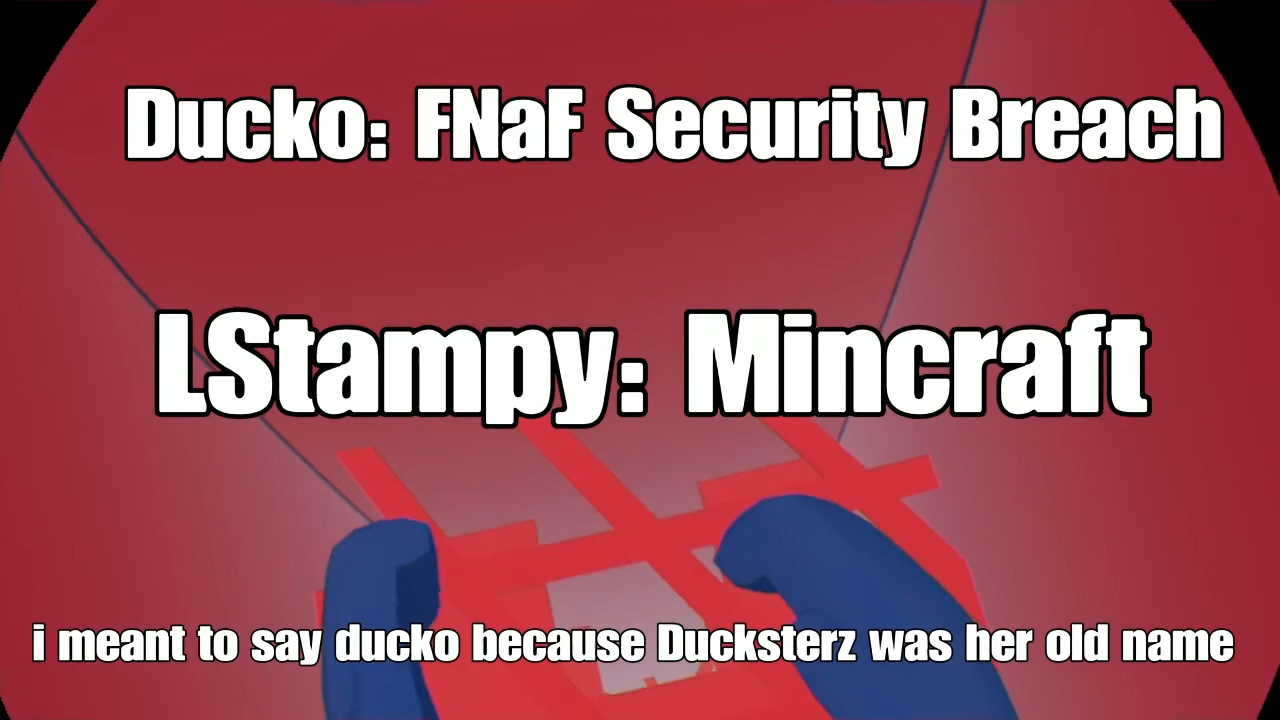 Ducko: FNaF Security Breach
LStampy: Mincraft
i meant to say ducko because Ducksterz was her old name